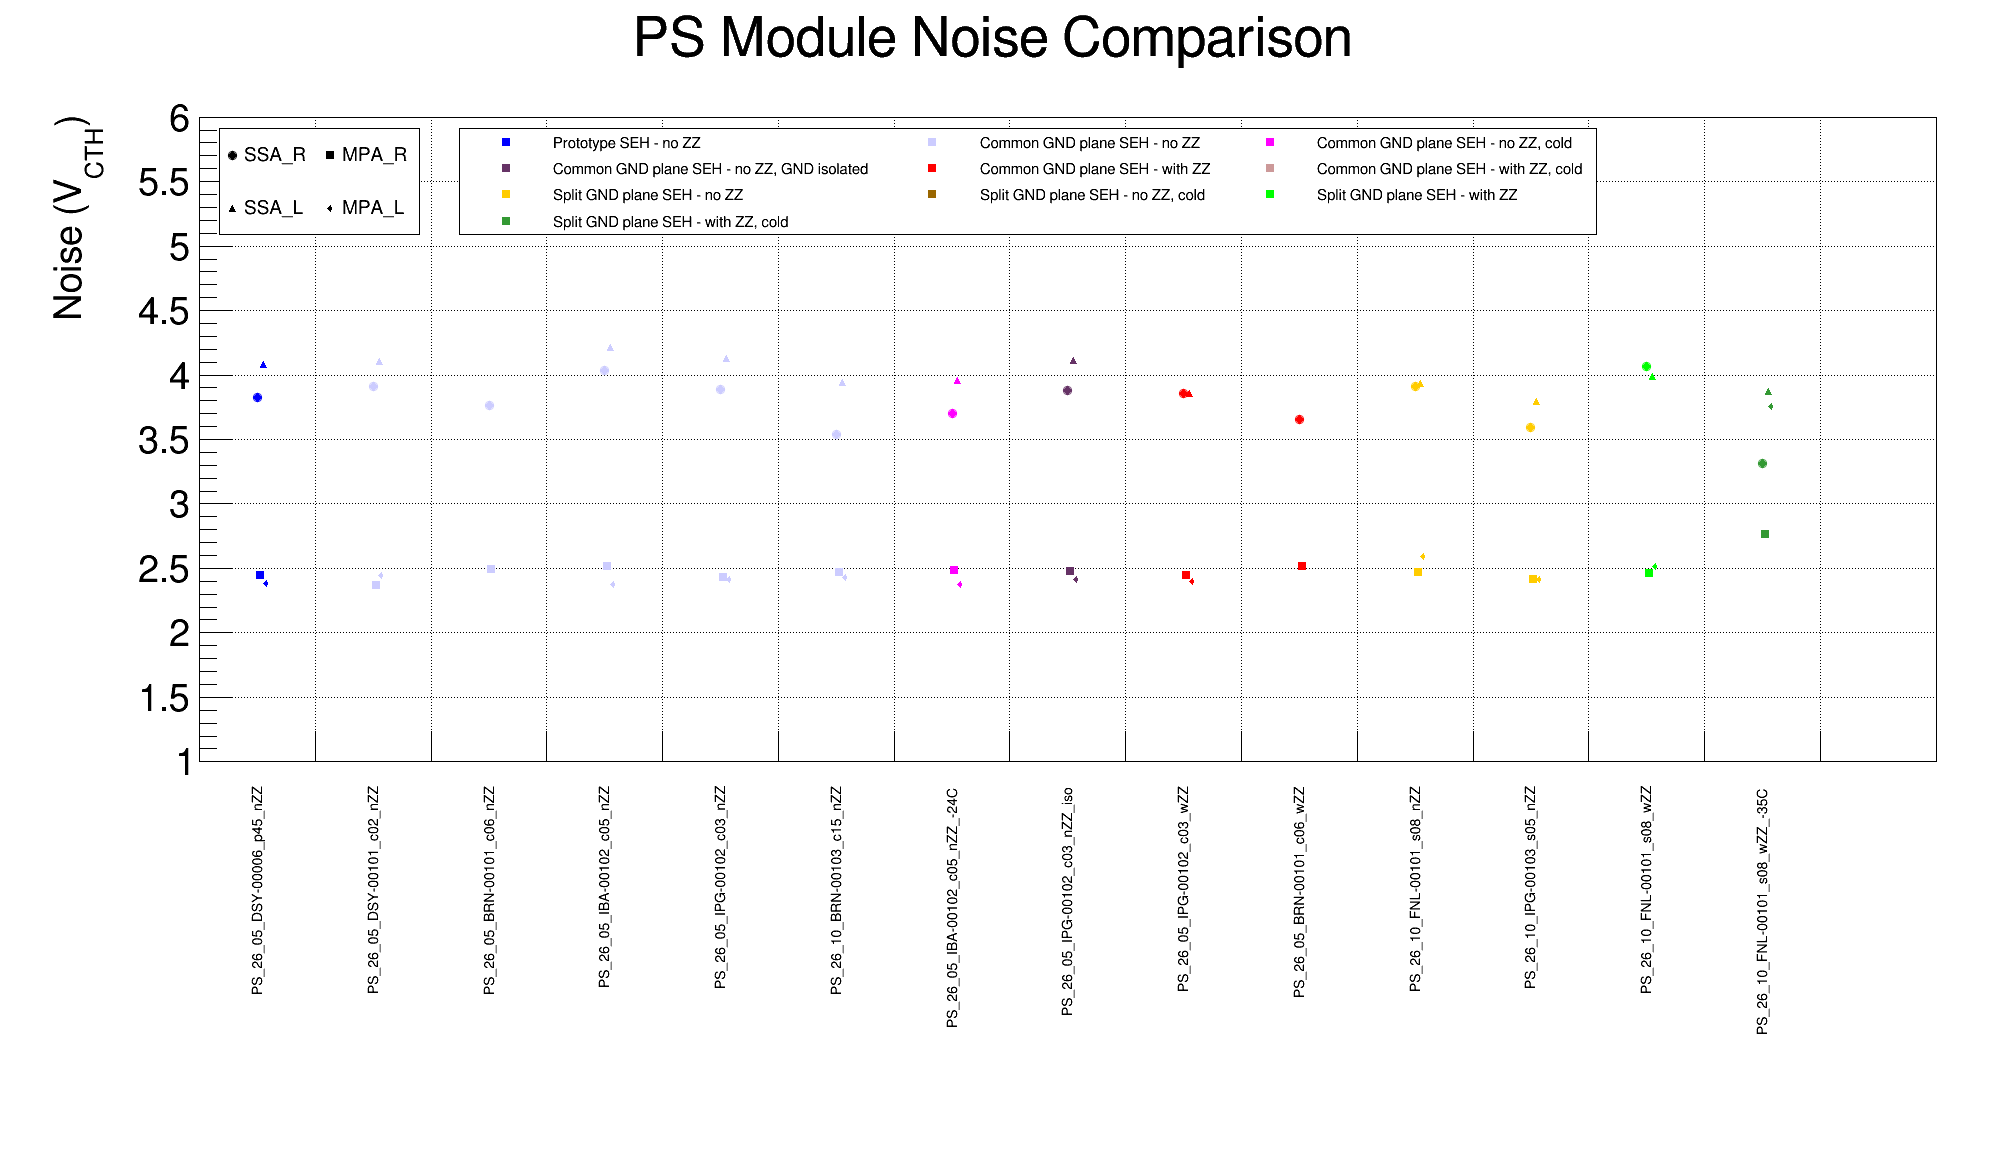 PS Module Noise Comparison
Noise (V_CTH)
6
5.5
5
4.5
4
3.5
3
2.5
2
1.5
1
SSA_R MPA_R
SSA_L MPA_L
Prototype SEH - no ZZ Common GND plane SEH - no ZZ Common GND plane SEH - no ZZ, cold
Common GND plane SEH - no ZZ, GND isolated Common GND plane SEH - with ZZ Common GND plane SEH - with ZZ, cold
Split GND plane SEH - no ZZ Split GND plane SEH - no ZZ, cold Split GND plane SEH - with ZZ
Split GND plane SEH - with ZZ, cold
PS_26_05_DSY-00006_p45_nZZ
PS_26_05_DSY-00101_c02_nZZ
PS_26_05_BRN-00101_c06_nZZ
PS_26_05_IBA-00102_c05_nZZ
PS_26_05_IPG-00102_c03_nZZ
PS_26_10_BRN-00103_c15_nZZ
PS_26_05_IBA-00102_c05_nZZ_-24C
PS_26_05_IPG-00102_c03_nZZ_iso
PS_26_05_IPG-00102_c03_wZZ
PS_26_05_BRN-00101_c06_wZZ
PS_26_10_FNL-00101_s08_nZZ
PS_26_10_IPG-00103_s05_nZZ
PS_26_10_FNL-00101_s08_wZZ
PS_26_10_FNL-00101_s08_wZZ_-35C